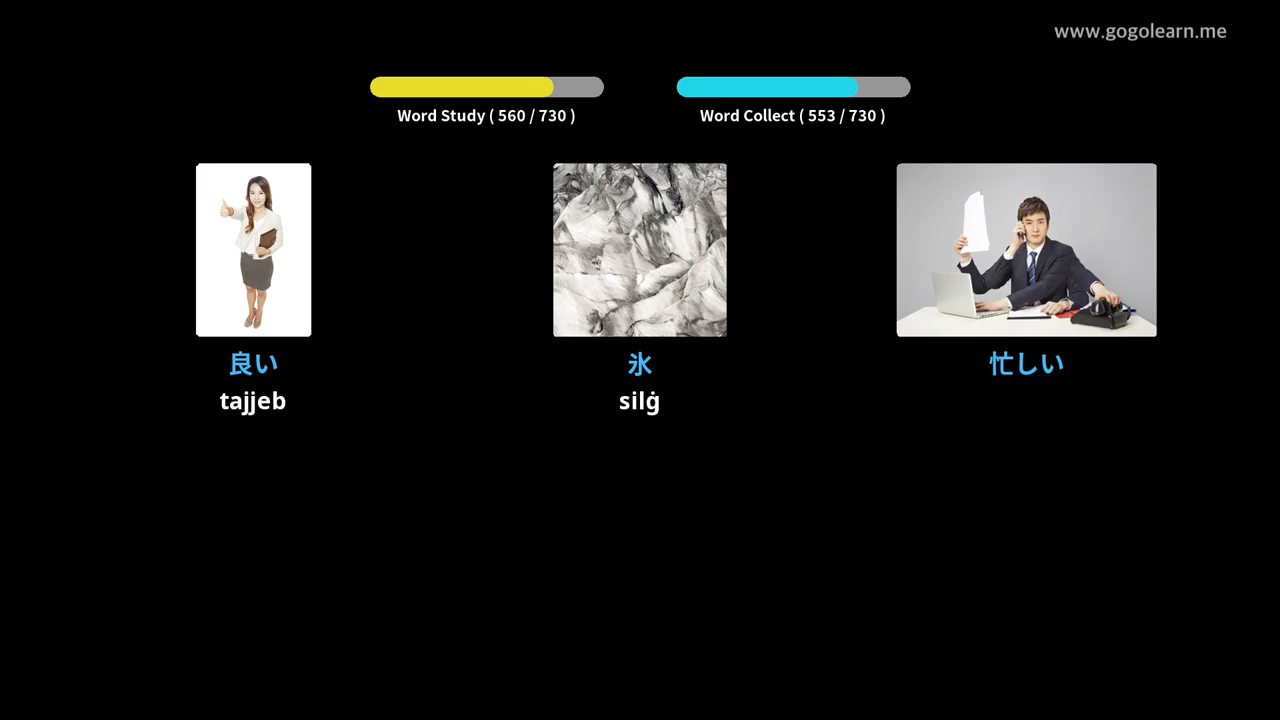 www.gogolearn.me
Word Study ( 560 / 730 )
Word Collect ( 553 / 730 )
良い
tajjeb
氷
silġ
忙しい